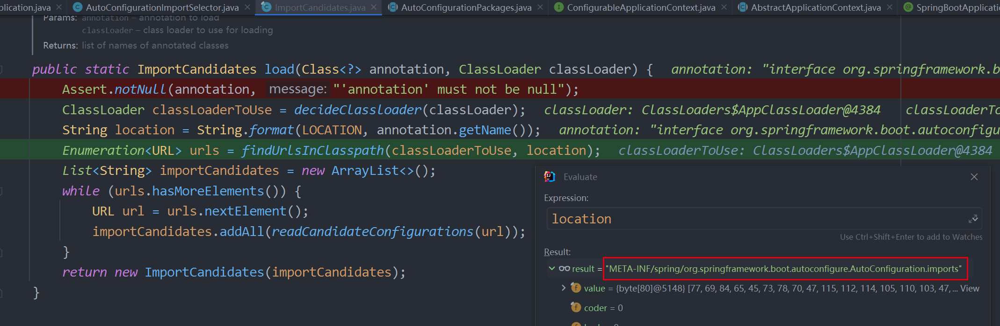 plication.java
AutoConfigurationImportSelector.java
ImportCandidates.java
AutoConfigurationPackages.java
ConfigurableApplicationContext.java
AbstractApplicationContext.java
SpringBootApplicatio
Params: annotation – annotation to load
classLoader – class loader to use for loading
Returns: list of names of annotated classes
public static ImportCandidates load(Class<?> annotation, ClassLoader classLoader) { annotation: "interface org.springframework.b
Assert.notNull(annotation, message: "'annotation' must not be null");
ClassLoader classLoaderToUse = decideClassloader(classLoader); classLoader: ClassLoaders$AppClassLoader@4384 classLoaderTo
String location = String.format(LOCATION, annotation.getName()); annotation: "interface org.springframework.boot.autoconfigu
Enumeration<URL> urls = findUrlsInClasspath(classLoaderToUse, location); classLoaderToUse: ClassLoaders$AppClassLoader@4384
List<String> importCandidates = new ArrayList<>();
while (urls.hasMoreElements()) {
URL url = urls.nextElement();
importCandidates.addAll(readCandidateConfigurations(url));
}
return new ImportCandidates(importCandidates);
}
Evaluate
Expression:
location
Use Ctrl+Shift+Enter to add to Watches
Result:
result = "META-INF/spring/org.springframework.boot.autoconfigure.AutoConfiguration.imports"
value = {byte[80]@5148} [77, 69, 84, 65, 45, 73, 78, 70, 47, 115, 112, 114, 105, 110, 103, 47,... View
coder = 0